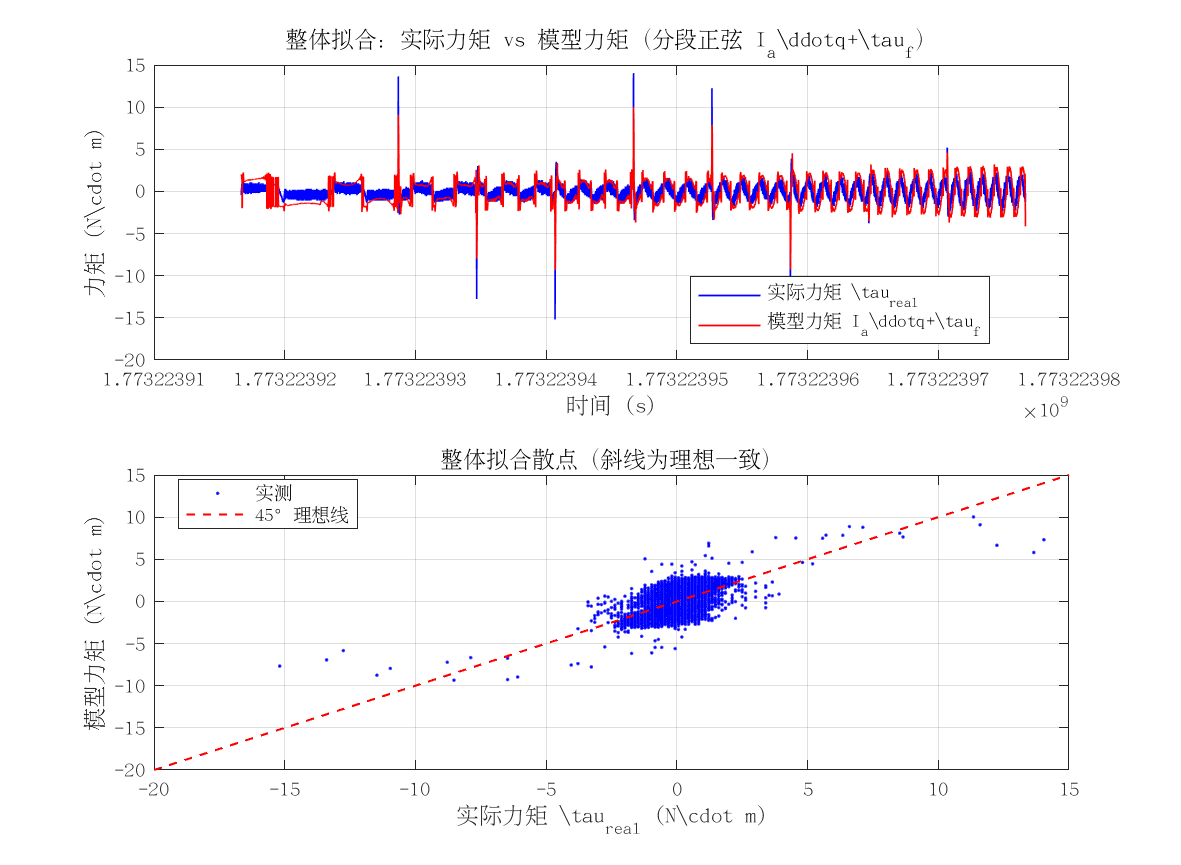 整体拟合：实际力矩 vs 模型力矩 (分段正弦 I_a\ddotq+\tau_f)
15
10
5
0
-5
-10
-15
-20
力矩 (N\cdot m)
实际力矩 \tau_real
模型力矩 I_a\ddotq+\tau_f
1.77322391 1.77322392 1.77322393 1.77322394 1.77322395 1.77322396 1.77322397 1.77322398
时间 (s)
×10^9
整体拟合散点 (斜线为理想一致)
15
10
5
0
-5
-10
-15
-20
模型力矩 (N\cdot m)
实测
45° 理想线
-20 -15 -10 -5 0 5 10 15
实际力矩 \tau_real (N\cdot m)